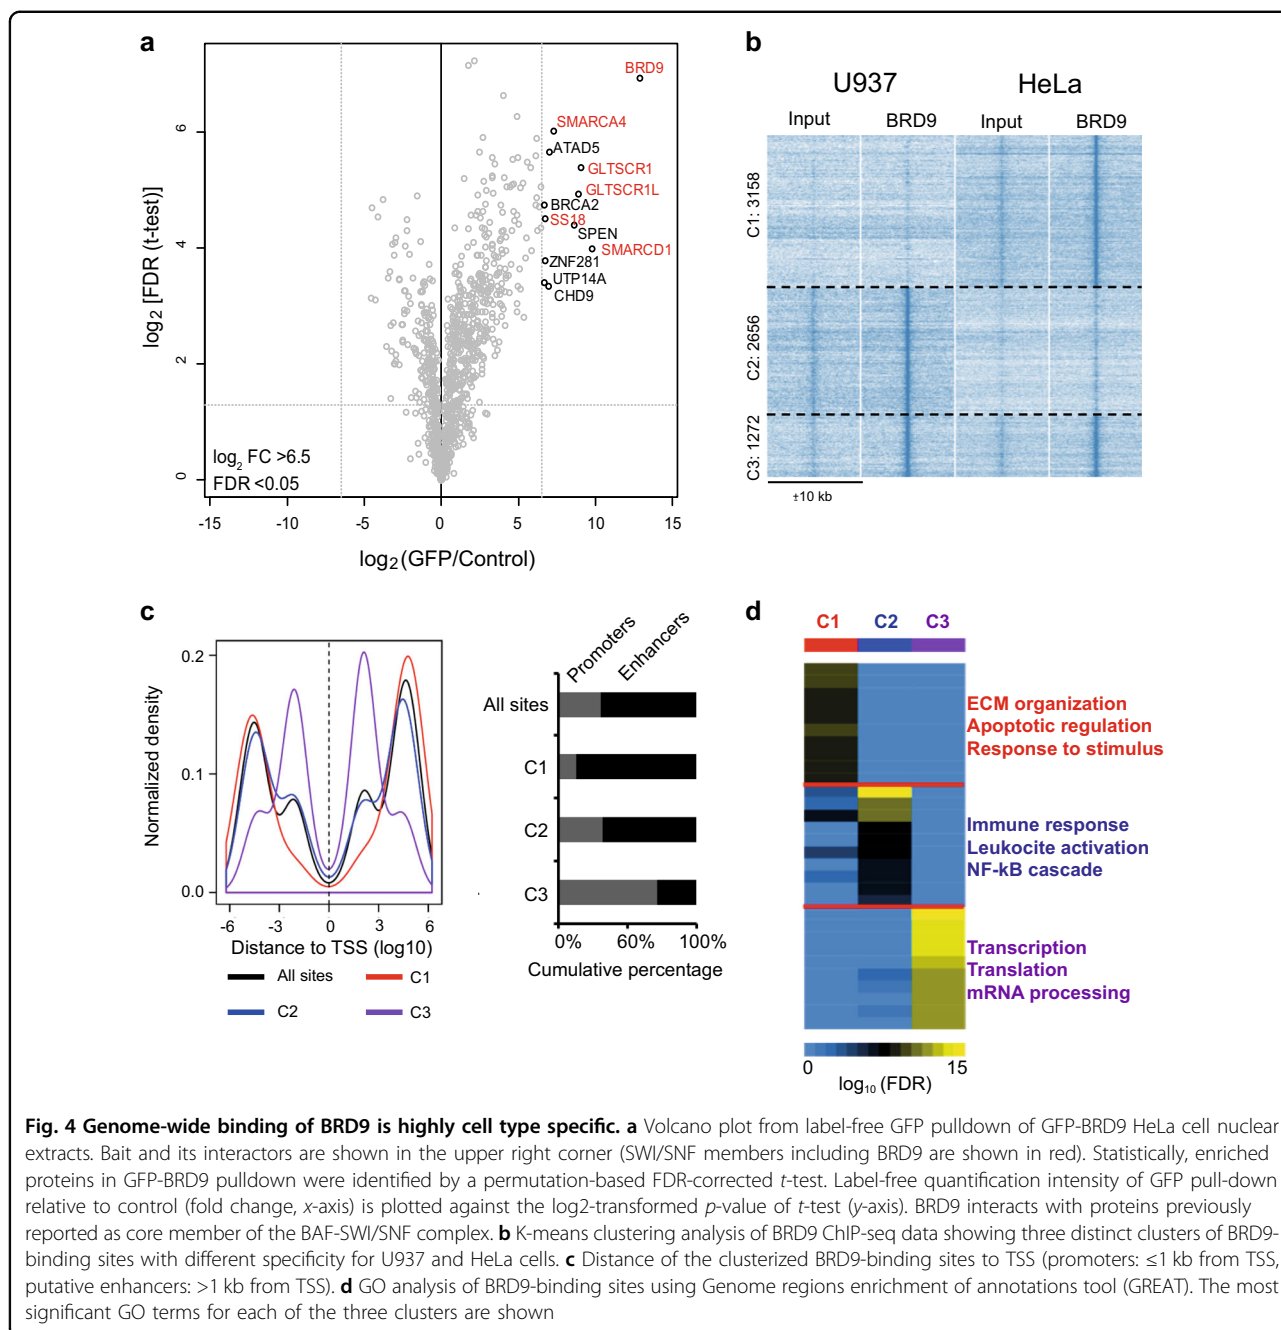 a
BRD9
SMARCA4
ATAD5
GLTSCR1
GLTSCR1L
BRCA2
SS18
SPEN
SMARCD1
ZNF281
UTP14A
CHD9
log2 [FDR (t-test)]
6
4
2
0
log2 FC >6.5
FDR <0.05
-15
-10
-5
0
5
10
15
log2(GFP/Control)
b
U937 HeLa
Input BRD9 Input BRD9
C1: 3158
C2: 2656
C3: 1272
±10 kb
c
Normalized density
0.2
0.1
0.0
-6 -3 0 3 6
Distance to TSS (log10)
All sites C1
C2 C3
Promoters
Enhancers
All sites
C1
C2
C3
0% 60% 100%
Cumulative percentage
d
C1 C2 C3
ECM organization
Apoptotic regulation
Response to stimulus
Immune response
Leukocite activation
NF-kB cascade
Transcription
Translation
mRNA processing
0 15
log10 (FDR)
Fig. 4 Genome-wide binding of BRD9 is highly cell type specific. a Volcano plot from label-free GFP pulldown of GFP-BRD9 HeLa cell nuclear
extracts. Bait and its interactors are shown in the upper right corner (SWI/SNF members including BRD9 are shown in red). Statistically, enriched
proteins in GFP-BRD9 pulldown were identified by a permutation-based FDR-corrected t-test. Label-free quantification intensity of GFP pull-down
relative to control (fold change, x-axis) is plotted against the log2-transformed p-value of t-test (y-axis). BRD9 interacts with proteins previously
reported as core member of the BAF-SWI/SNF complex. b K-means clustering analysis of BRD9 ChIP-seq data showing three distinct clusters of BRD9-
binding sites with different specificity for U937 and HeLa cells. c Distance of the clusterized BRD9-binding sites to TSS (promoters: ≤1 kb from TSS,
putative enhancers: >1 kb from TSS). d GO analysis of BRD9-binding sites using Genome regions enrichment of annotations tool (GREAT). The most
significant GO terms for each of the three clusters are shown